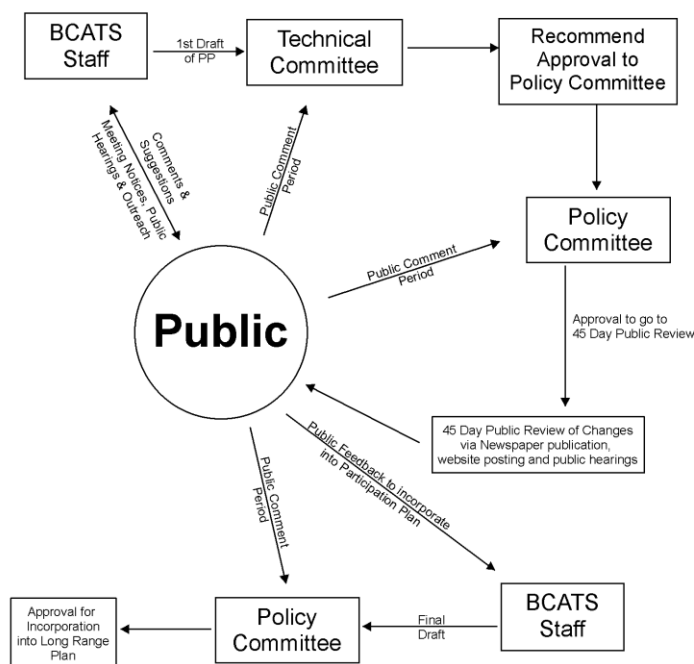 BCATS
Staff
1st Draft
of PP
Technical
Committee
Recommend
Approval to
Policy Committee
Comments &
Suggestions
Meeting Notices, Public
Hearings & Outreach
Public Comment
Period
Policy
Committee
Public Comment
Period
Public
Approval to go to
45 Day Public Review
45 Day Public Review of Changes
via Newspaper publication,
website posting and public hearings
Public Feedback to incorporate
into Participation Plan
Public Comment
Period
Approval for
Incorporation
into Long Range
Plan
Policy
Committee
Final
Draft
BCATS
Staff